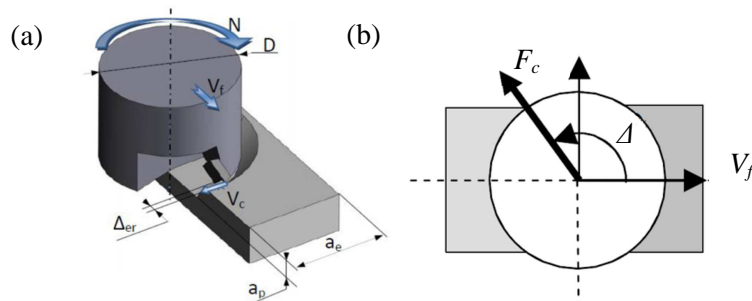 (a)
N
D
V_f
V_c
Δ_er
a_e
a_p
(b)
F_c
Δ
V_f